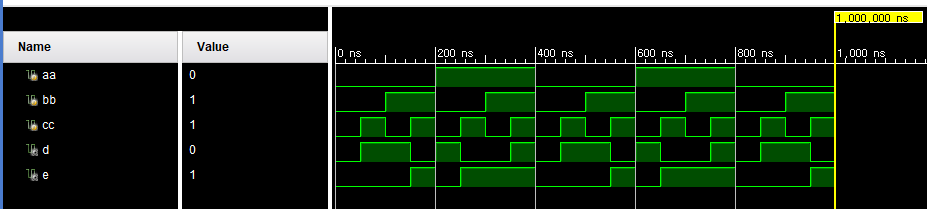 1,000,000 ns
Name Value
0 ns 200 ns 400 ns 600 ns 800 ns 1,000 ns
aa 0
bb 1
cc 1
d 0
e 1